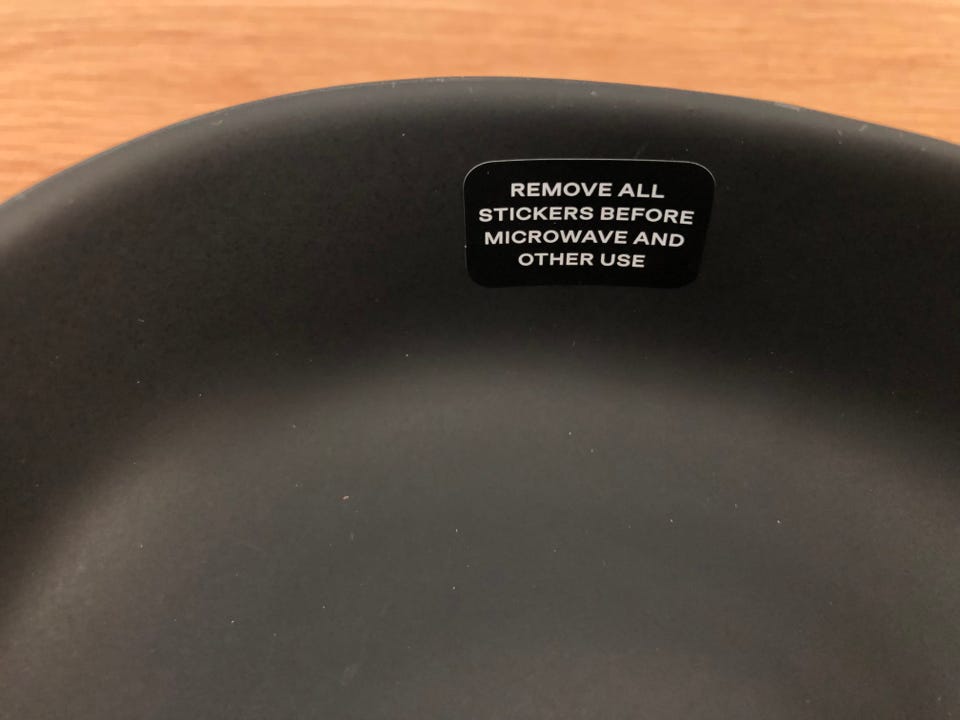 REMOVE ALL
STICKERS BEFORE
MICROWAVE AND
OTHER USE